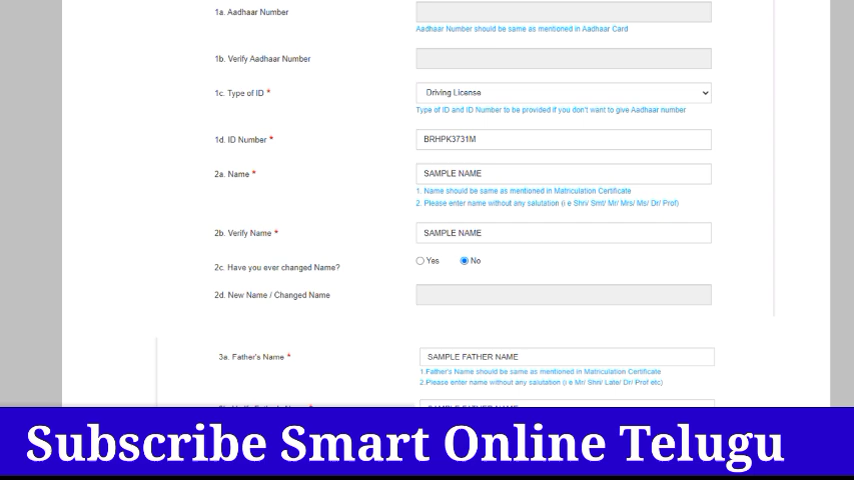 1a. Aadhaar Number
Aadhaar Number should be same as mentioned in Aadhaar Card
1b. Verify Aadhaar Number
1c. Type of ID * Driving License
Type of ID and ID Number to be provided if you don't want to give Aadhaar number
1d. ID Number * BRHPK3731M
2a. Name * SAMPLE NAME
1. Name should be same as mentioned in Matriculation Certificate
2. Please enter name without any salutation (i e Shri/ Smt/ Mr/ Mrs/ Ms/ Dr/ Prof)
2b. Verify Name * SAMPLE NAME
2c. Have you ever changed Name? Yes No
2d. New Name / Changed Name
3a. Father's Name * SAMPLE FATHER NAME
1.Father's Name should be same as mentioned in Matriculation Certificate
2.Please enter name without any salutation (i e Mr/ Shri/ Late/ Dr/ Prof etc)
Subscribe Smart Online Telugu